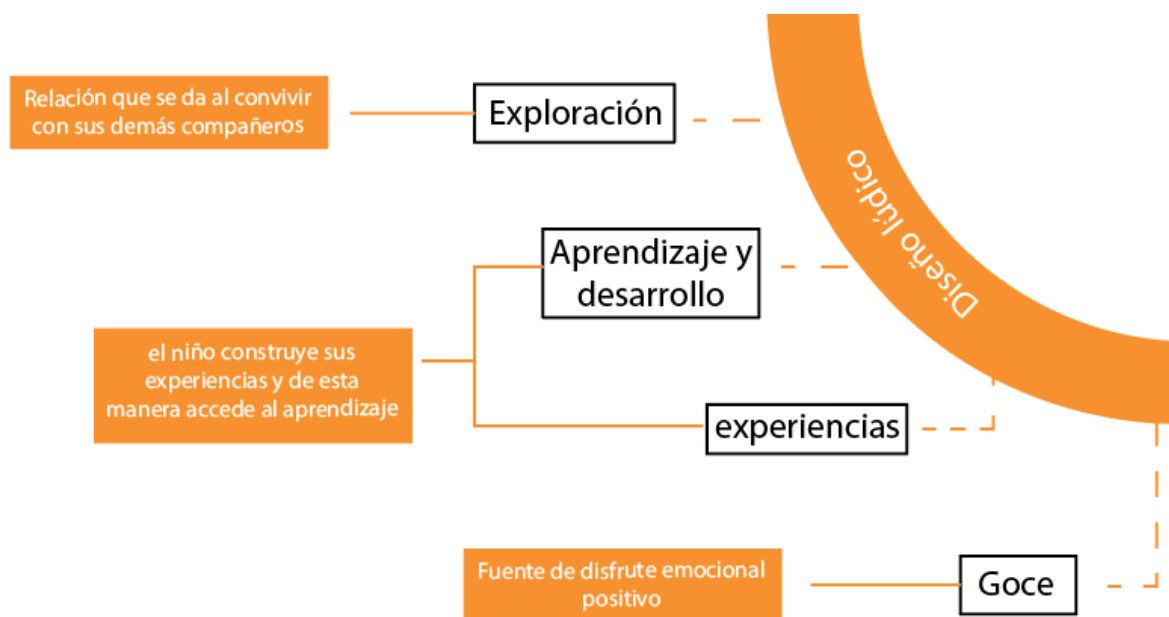 Relación que se da al convivir
con sus demás compañeros
Exploración
Diseño lúdico
Aprendizaje y
desarrollo
el niño construye sus
experiencias y de esta
manera accede al aprendizaje
experiencias
Fuente de disfrute emocional
positivo
Goce